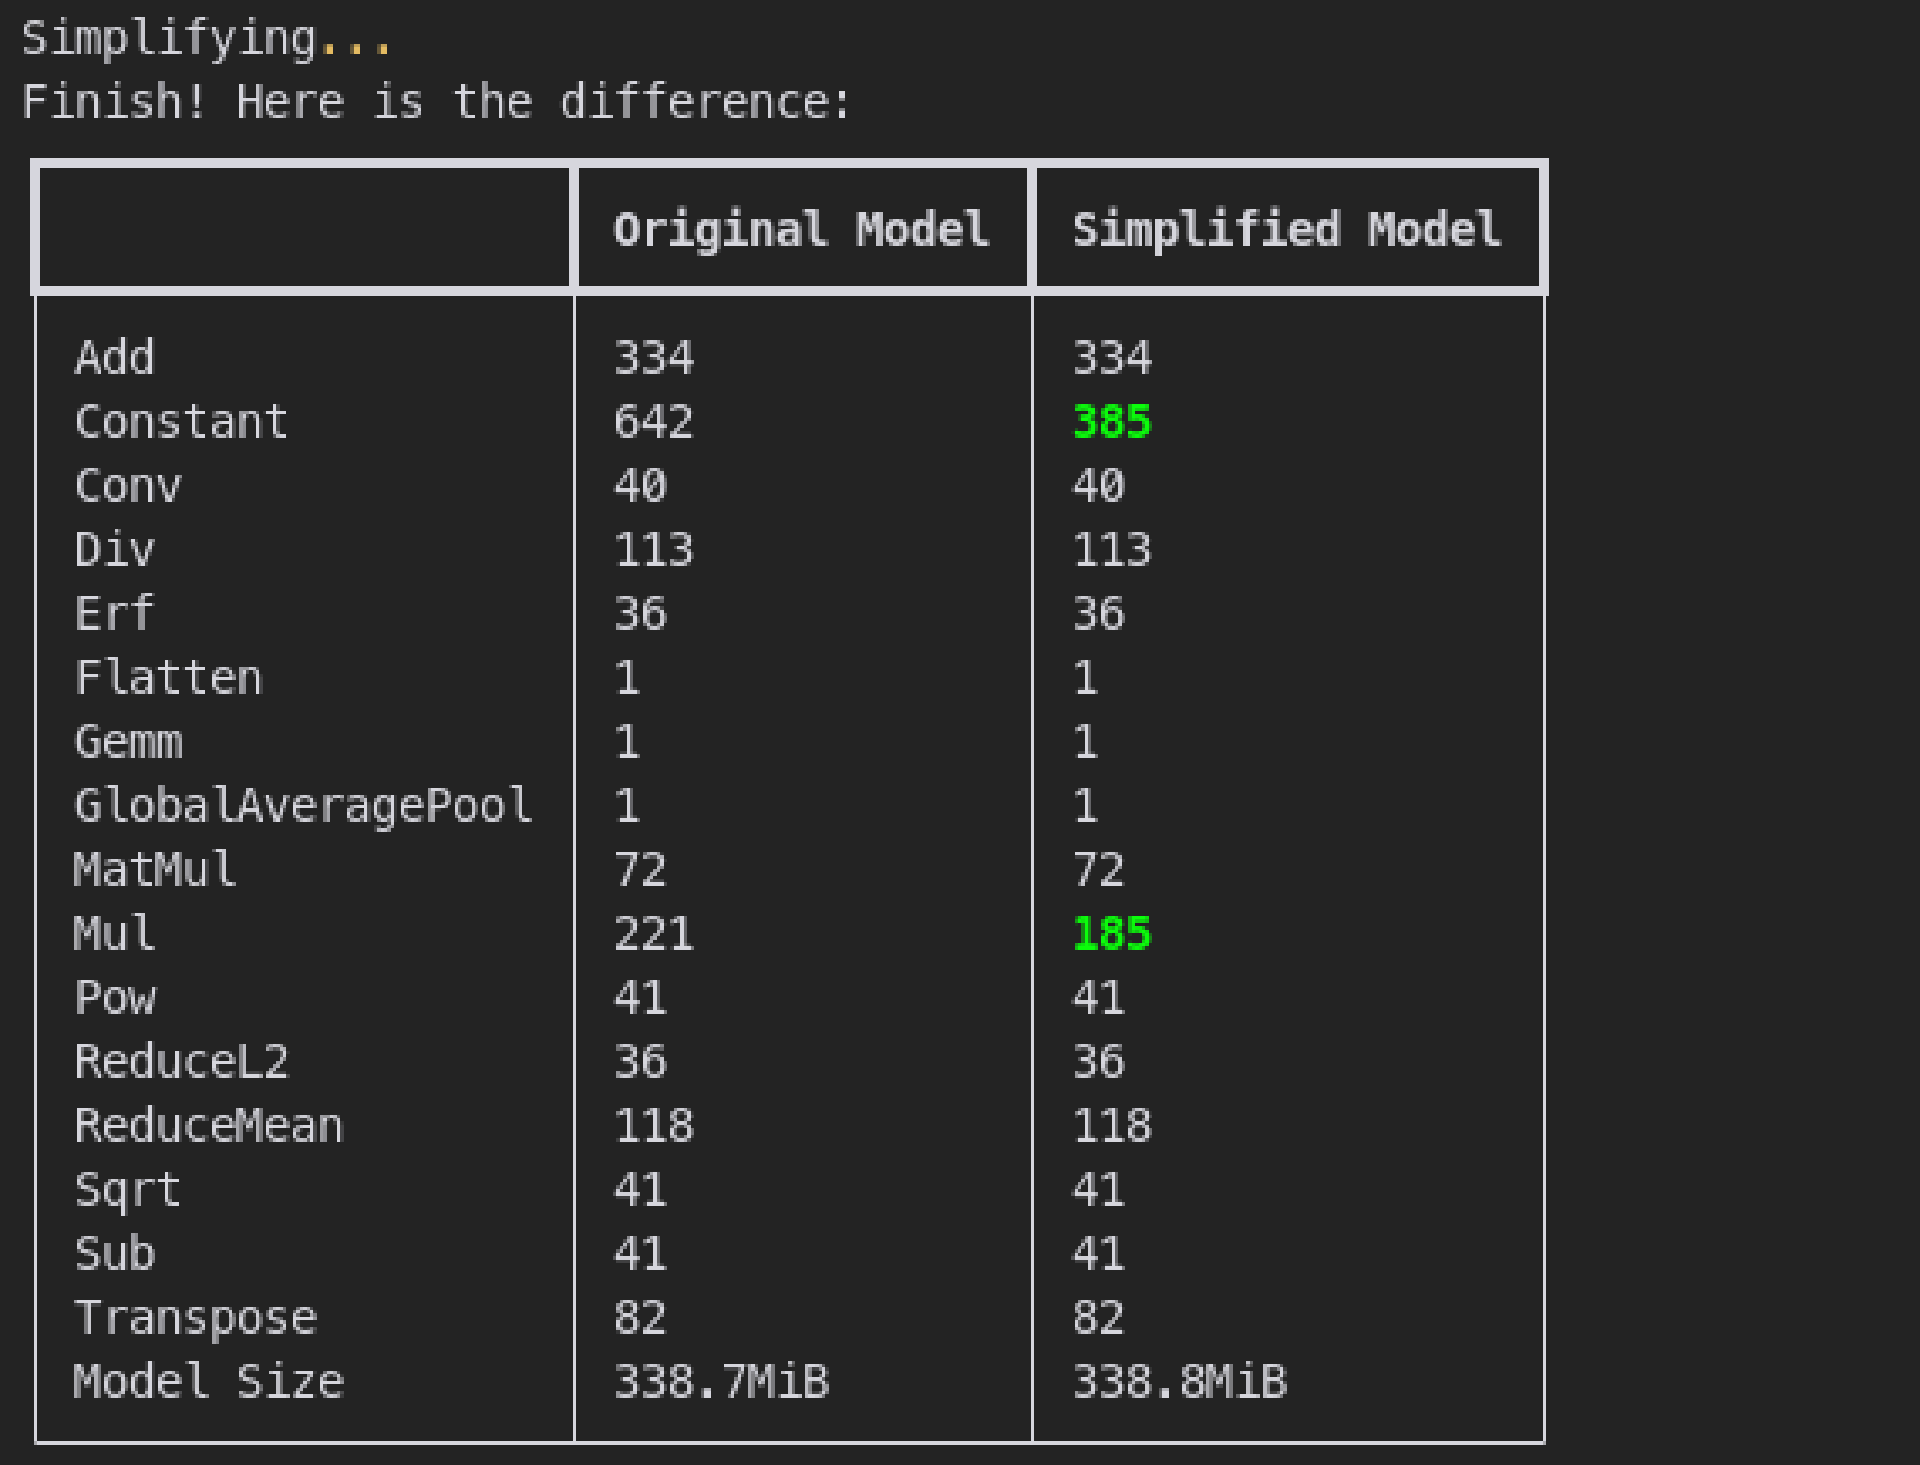 Simplifying...
Finish! Here is the difference:
Original Model Simplified Model
Add 334 334
Constant 642 385
Conv 40 40
Div 113 113
Erf 36 36
Flatten 1 1
Gemm 1 1
GlobalAveragePool 1 1
MatMul 72 72
Mul 221 185
Pow 41 41
ReduceL2 36 36
ReduceMean 118 118
Sqrt 41 41
Sub 41 41
Transpose 82 82
Model Size 338.7MiB 338.8MiB